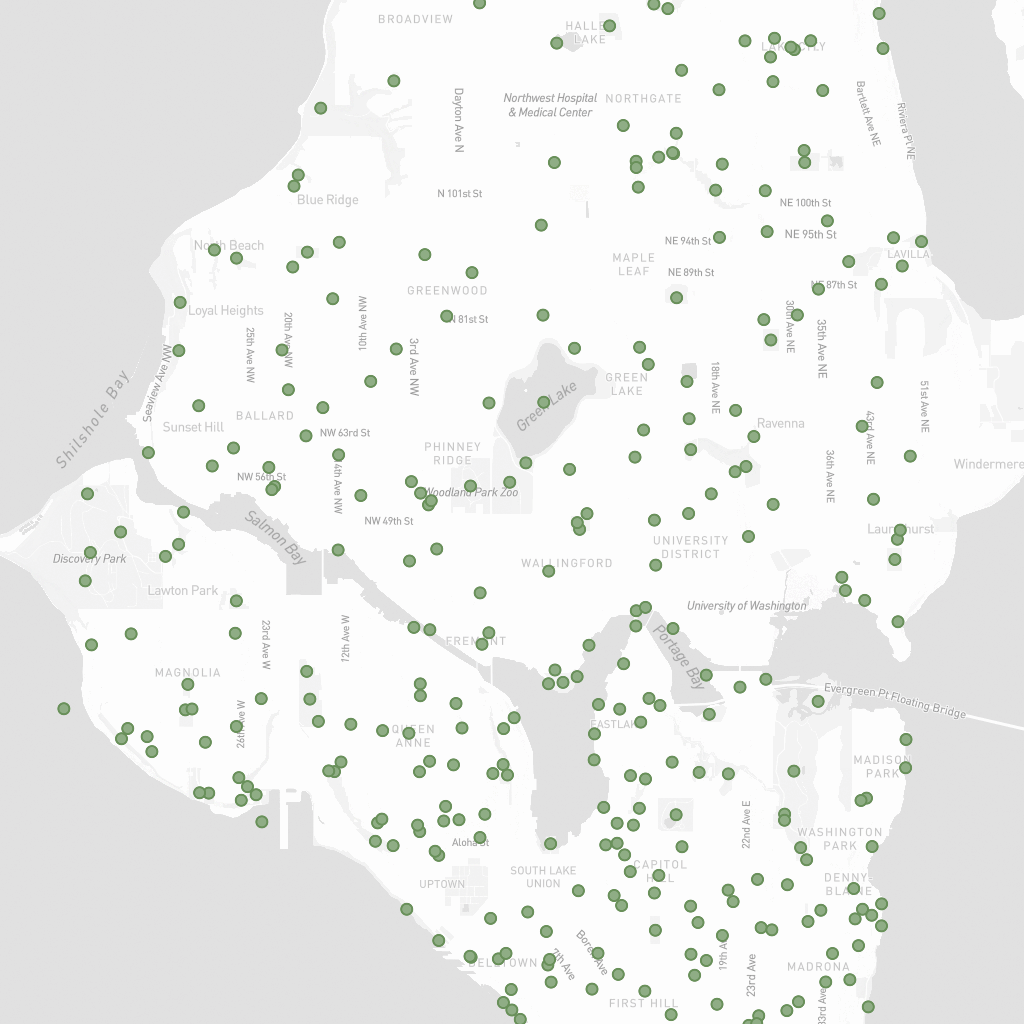 BROADVIEW
HALLE
LAKE
LAKE CITY
Northwest Hospital
& Medical Center
NORTHGATE
Dayton Ave N
Bartlett Ave NE
Riviera Pl NE
N 101st St
Blue Ridge
NE 100th St
NE 95th St
NE 94th St
North Beach
LAVILLA
MAPLE
LEAF
NE 89th St
NE 87th St
GREENWOOD
Loyal Heights
N 81st St
10th Ave NW
20th Ave NW
25th Ave NW
3rd Ave NW
30th Ave NE
35th Ave NE
Seaview Ave NW
Shilshole Bay
18th Ave NE
GREEN
LAKE
Green Lake
51st Ave NE
BALLARD
Sunset Hill
NW 63rd St
43rd Ave NE
Ravenna
PHINNEY
RIDGE
Windermere
NW 56th St
14th Ave NW
Woodland Park Zoo
36th Ave NE
NW 49th St
Salmon Bay
Laurelhurst
UNIVERSITY
DISTRICT
Discovery Park
WALLINGFORD
Lawton Park
University of Washington
23rd Ave W
12th Ave W
FREMONT
Portage Bay
MAGNOLIA
Evergreen Pt Floating Bridge
26th Ave W
QUEEN
ANNE
EASTLAKE
MADISON
PARK
22nd Ave E
WASHINGTON
PARK
Aloha St
SOUTH LAKE
UNION
CAPITOL
HILL
UPTOWN
DENNY-
BLAINE
BELLTOWN
7th Ave
Boren Ave
19th A
23rd Ave
MADRONA
FIRST HILL
33rd Ave